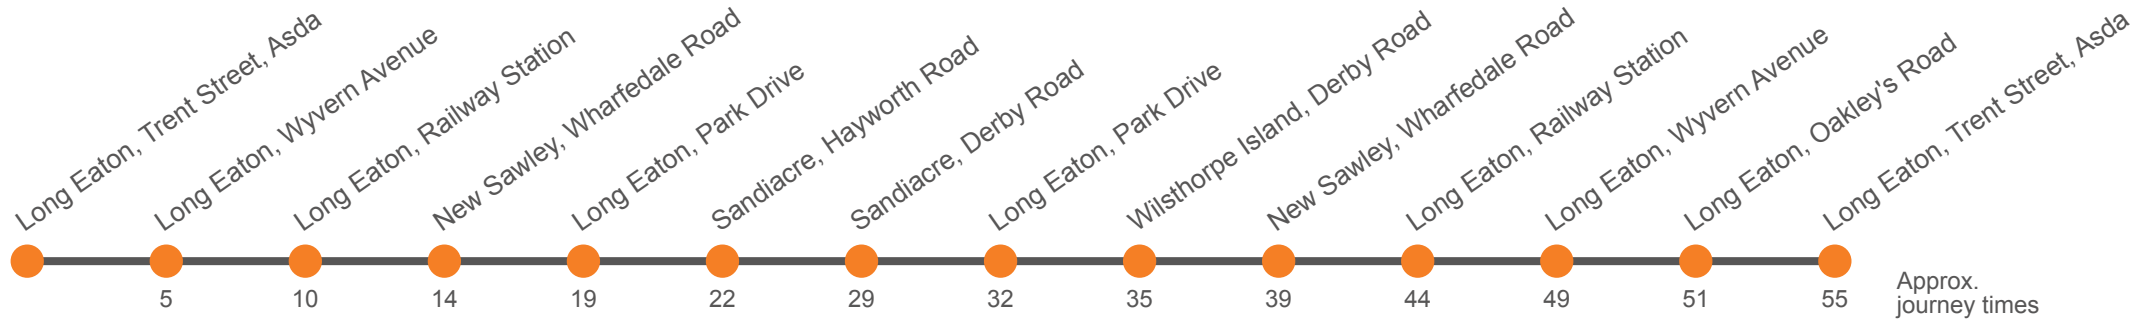 Long Eaton, Trent Street, Asda
Long Eaton, Wyvern Avenue
Long Eaton, Railway Station
New Sawley, Wharfedale Road
Long Eaton, Park Drive
Sandiacre, Hayworth Road
Sandiacre, Derby Road
Long Eaton, Park Drive
Wilsthorpe Island, Derby Road
New Sawley, Wharfedale Road
Long Eaton, Railway Station
Long Eaton, Wyvern Avenue
Long Eaton, Oakley's Road
Long Eaton, Trent Street, Asda
5 10 14 19 22 29 32 35 39 44 49 51 55
Approx.
journey times